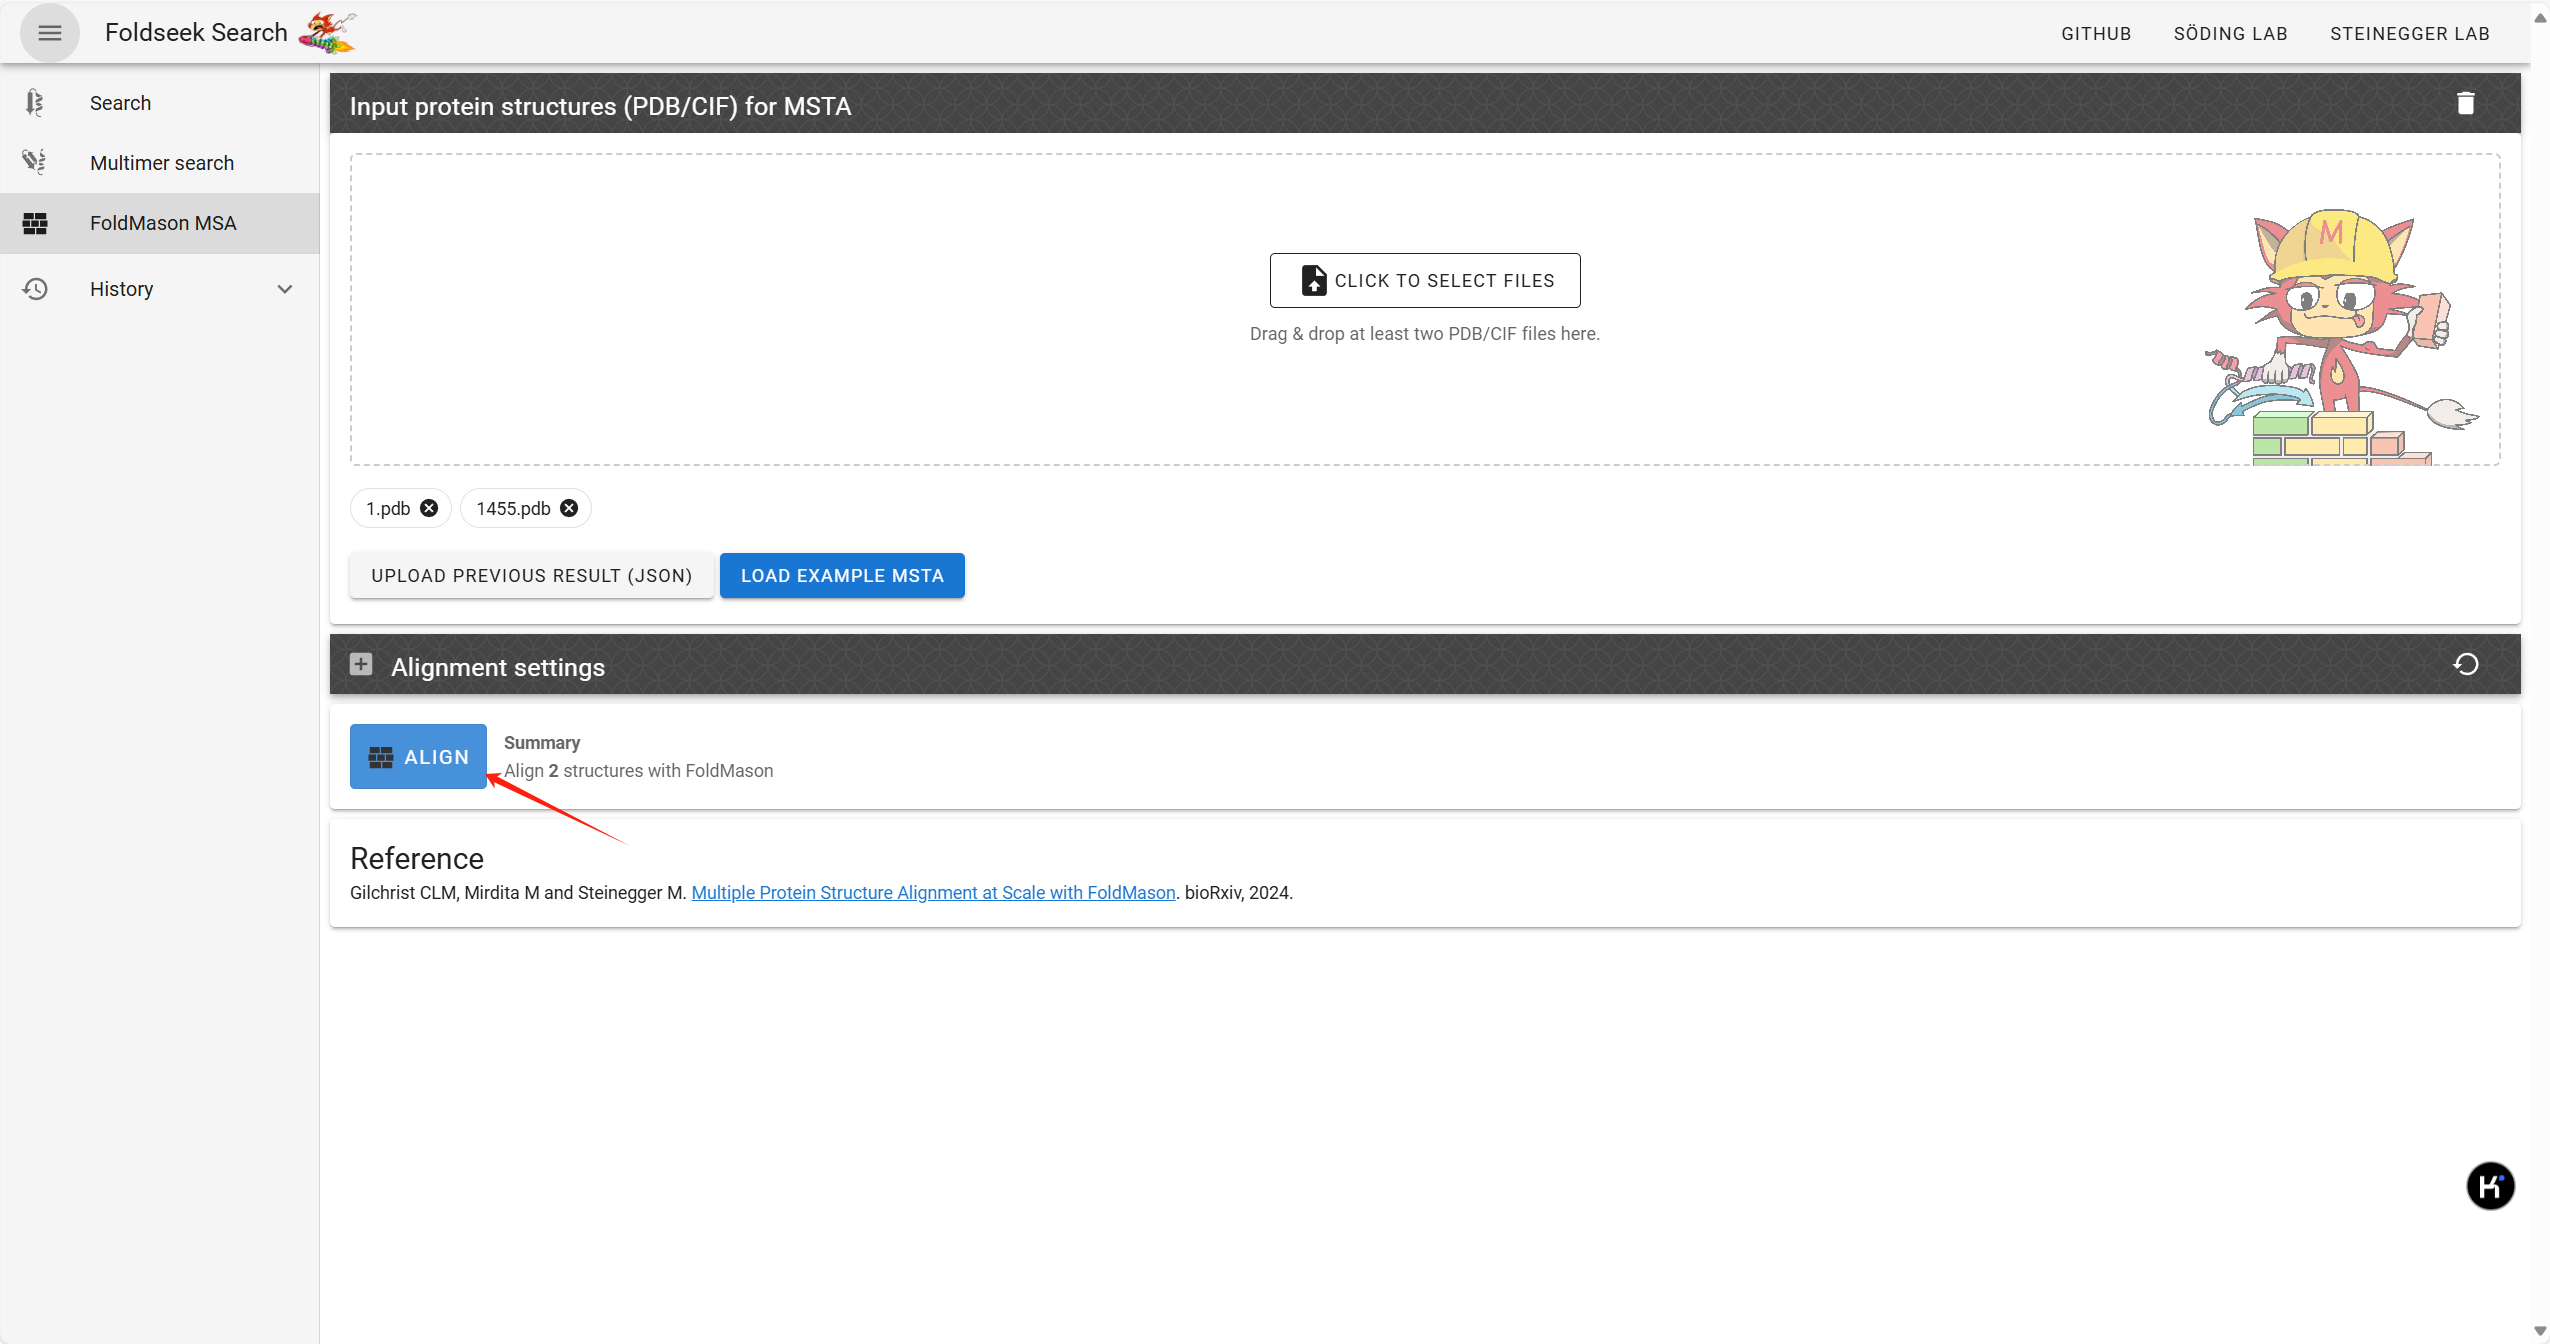 Foldseek Search
GITHUB
SÖDING LAB
STEINEGGER LAB
Search
Multimer search
FoldMason MSA
History
Input protein structures (PDB/CIF) for MSTA
M
CLICK TO SELECT FILES
Drag & drop at least two PDB/CIF files here.
1.pdb
1455.pdb
UPLOAD PREVIOUS RESULT (JSON)
LOAD EXAMPLE MSTA
Alignment settings
ALIGN
Summary
Align 2 structures with FoldMason
Reference
Gilchrist CLM, Mirdita M and Steinegger M. Multiple Protein Structure Alignment at Scale with FoldMason. bioRxiv, 2024.
K